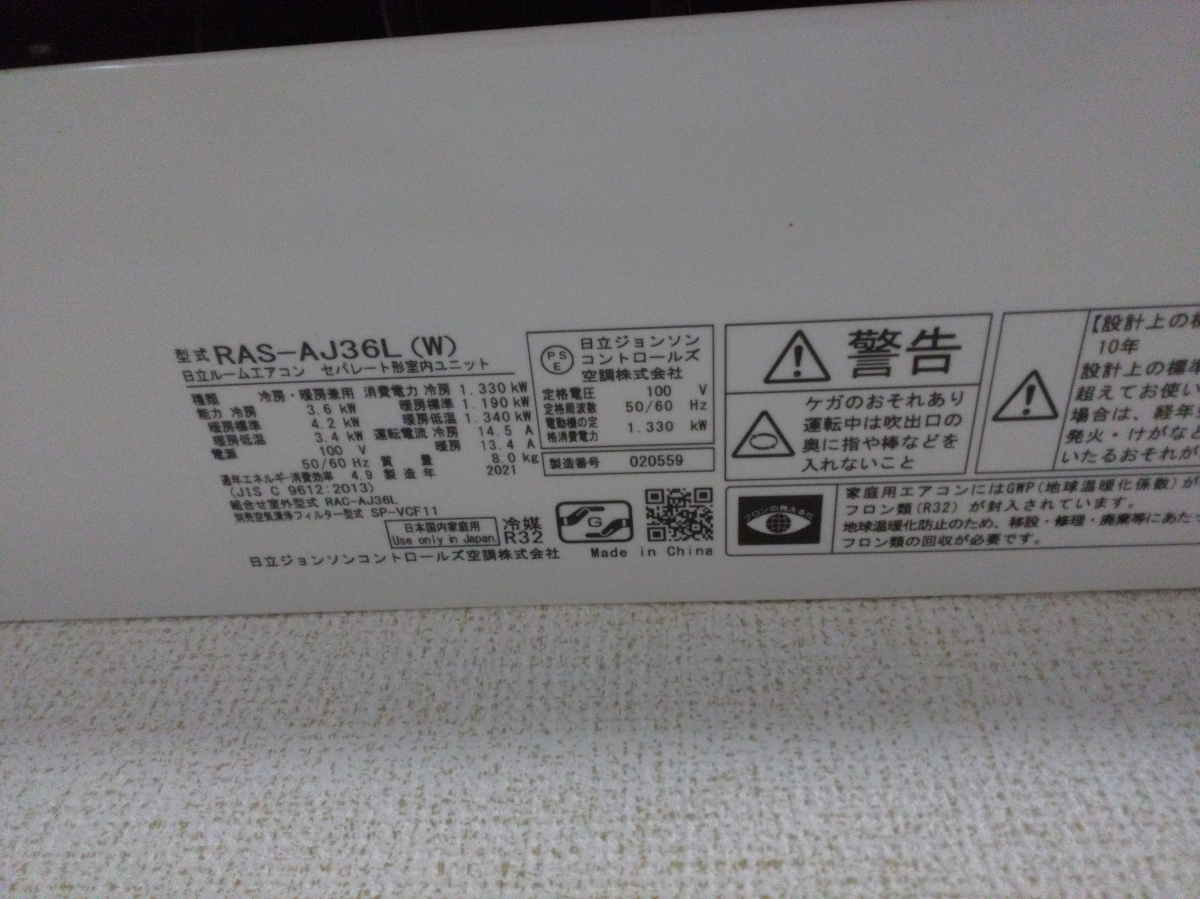 型式 RAS-AJ36L(W)
日立ルームエアコン セパレート形室内ユニット
種類 冷房・暖房兼用
能力 冷房 3.6 kW
暖房標準 4.2 kW
暖房低温 3.4 kW
電源 100 V
50/60 Hz
消費電力 冷房 1.330 kW
暖房標準 1.190 kW
暖房低温 1.340 kW
運転電流 冷房 14.5 A
暖房 13.4 A
質量 8.0 kg
通年エネルギー消費効率 4.9
製造年 2021
(JIS C 9612:2013)
組合せ室外型式 RAC-AJ36L
別売空気清浄フィルター型式 SP-VCF11
日本国内家庭用
Use only in Japan
冷媒
R32
日立ジョンソンコントロールズ空調株式会社
PS
E
日立ジョンソン
コントロールズ
空調株式会社
定格電圧 100 V
定格周波数 50/60 Hz
電動機の定
格消費電力 1.330 kW
製造番号 020559
G
Made in China
警告
ケガのおそれあり
運転中は吹出口の
奥に指や棒などを
入れないこと
フロンの見える化
家庭用エアコンにはGWP(地球温暖化係数)が
フロン類(R32)が封入されています。
地球温暖化防止のため、移設・修理・廃棄等にあた
フロン類の回収が必要です。
【設計上の標
10年
設計上の標準
超えてお使い
場合は、経年
発火・けがなど
いたるおそれが